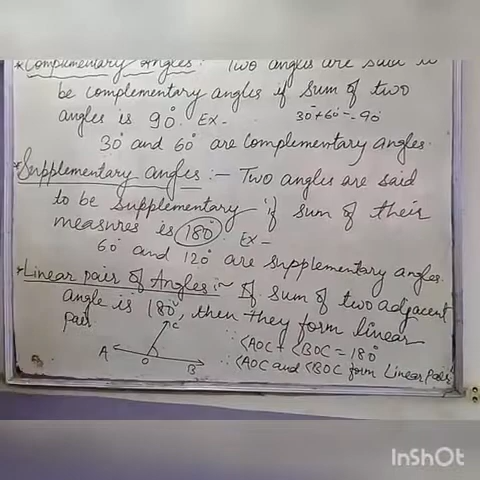 *Complimentary Angles:- Two angles are said to
be complementary angles if sum of two
angles is 90°. Ex- 30°+60°=90°
30° and 60° are complementary angles.
*Supplementary angles:- Two angles are said
to be supplementary if sum of their
measures is 180° Ex-
60° and 120° are supplementary angles.
*Linear pair of Angles:- If sum of two adjacent
angle is 180°, then they form linear
pair.
C
A
O
B
∵ <AOC + <BOC = 180°
∴ <AOC and <BOC form Linear Pair
InShOt